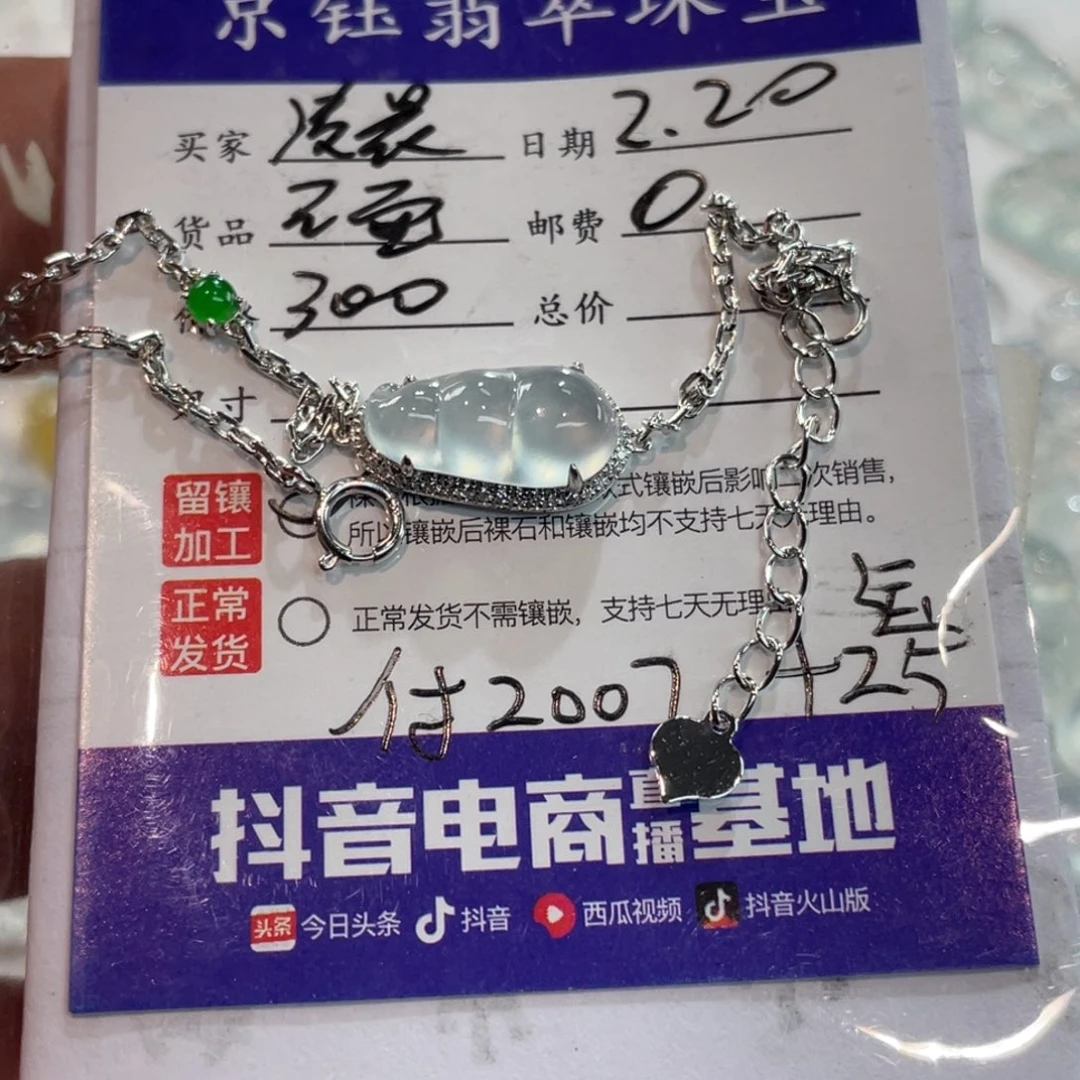 京钰翡翠珠宝
买家 日期 2.20
货品 邮费 0
300 总价
尺寸
留镶加工 式镶嵌后影响二次销售，
所以镶嵌后裸石和镶嵌均不支持七天无理由。
正常发货 正常发货不需镶嵌，支持七天无理
付200 +25
抖音电商直播基地
头条 今日头条 抖音 西瓜视频 抖音火山版